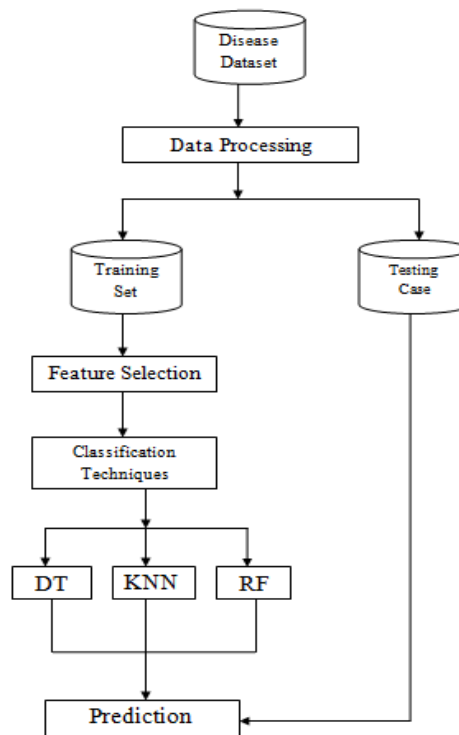 Disease
Dataset
Data Processing
Training
Set
Testing
Case
Feature Selection
Classification
Techniques
DT
KNN
RF
Prediction